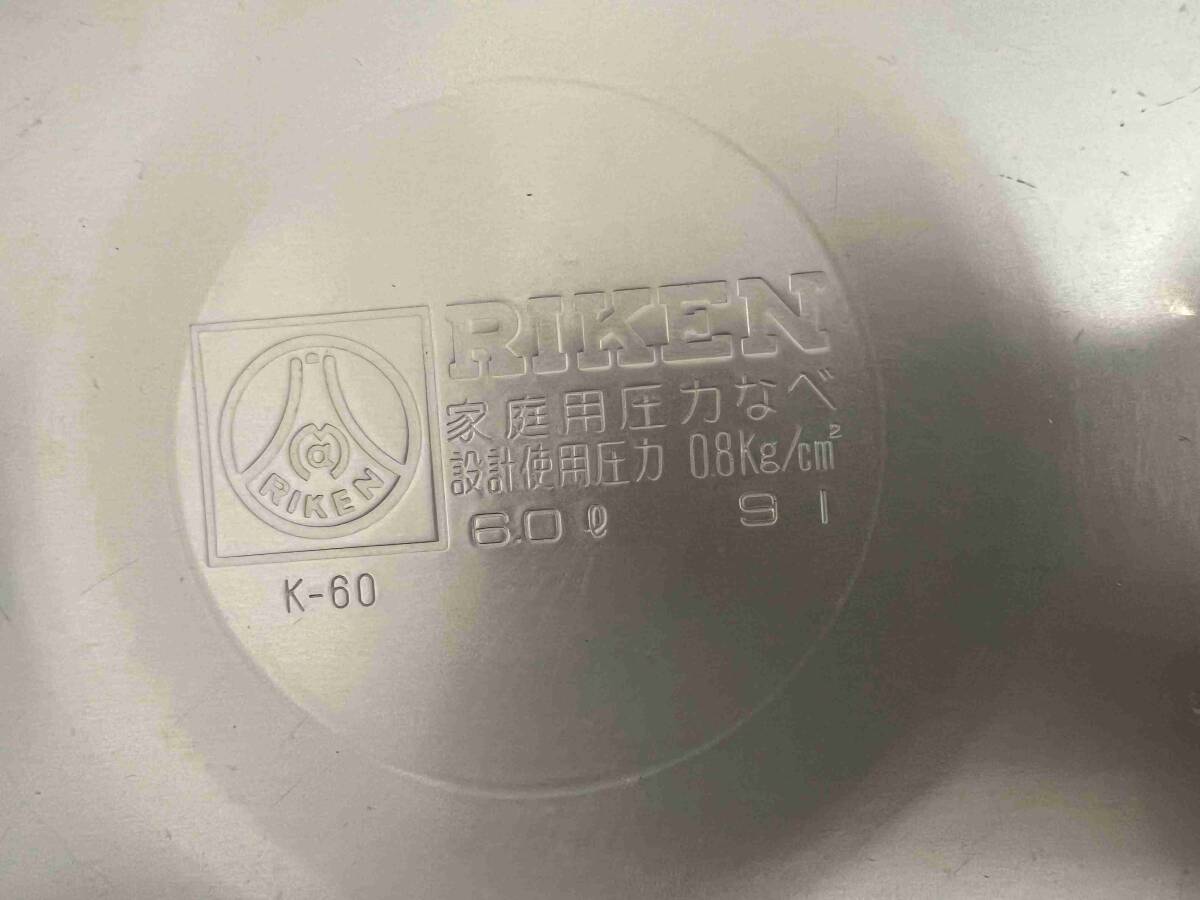 RIKEN
家庭用圧力なべ
設計使用圧力 0.8Kg/cm²
6.0ℓ 91
RIKEN
K-60